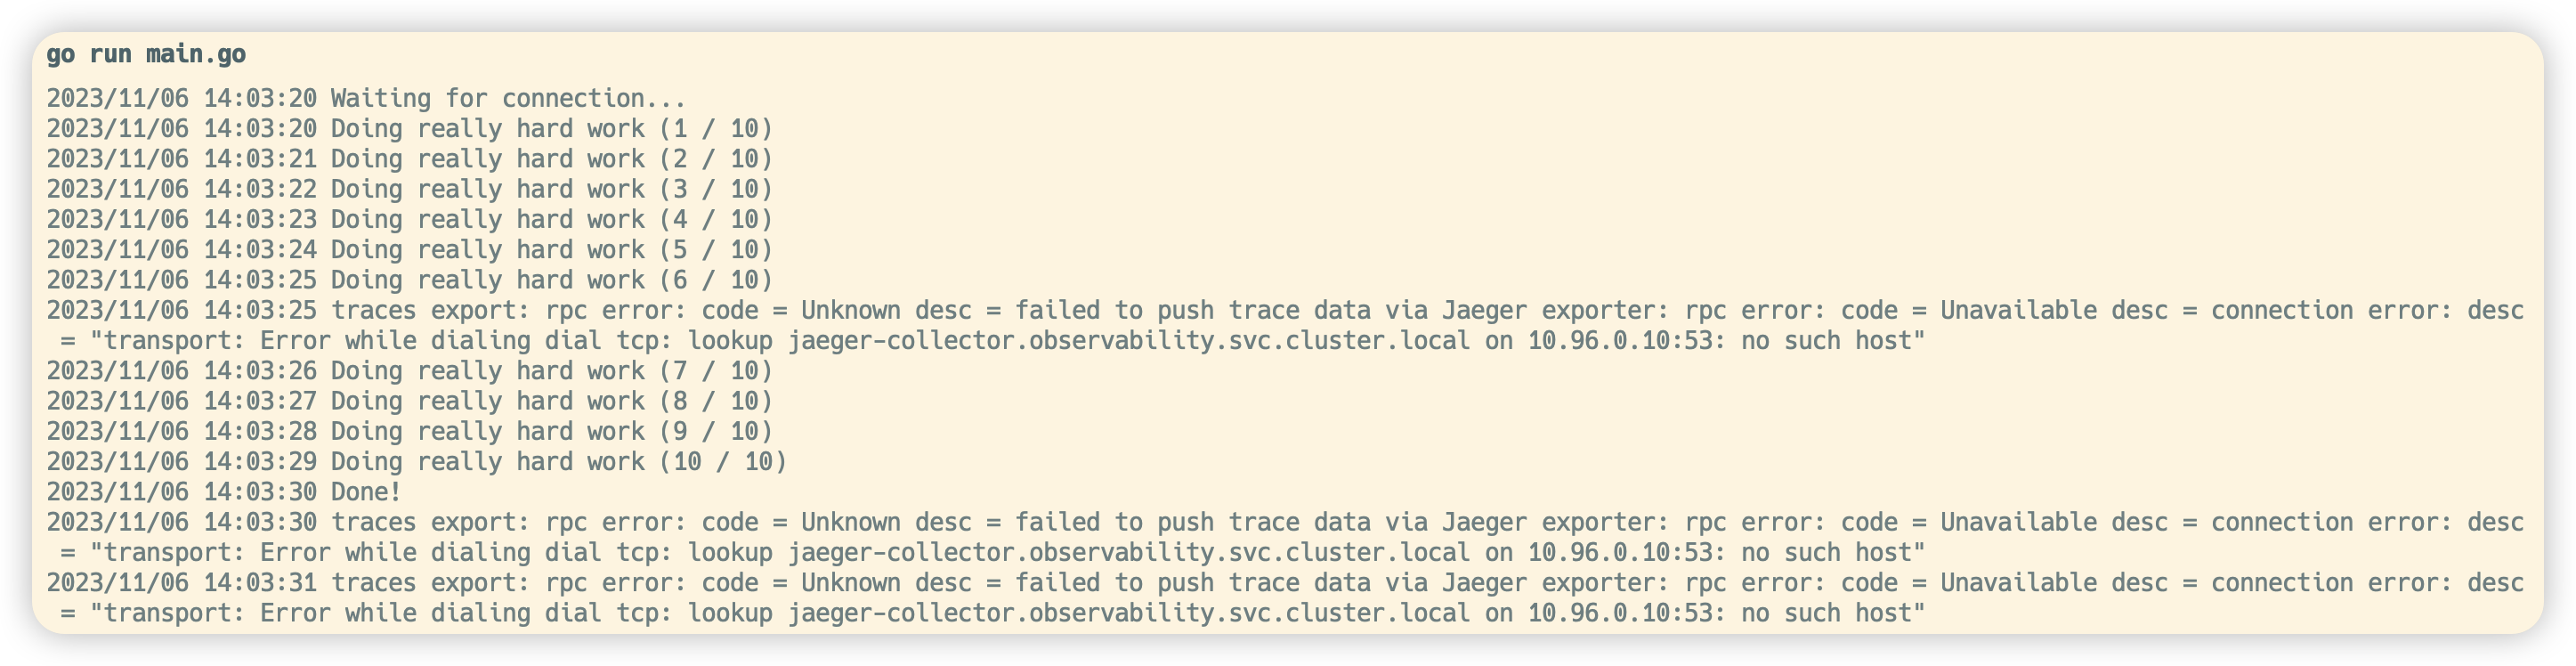 go run main.go
2023/11/06 14:03:20 Waiting for connection...
2023/11/06 14:03:20 Doing really hard work (1 / 10)
2023/11/06 14:03:21 Doing really hard work (2 / 10)
2023/11/06 14:03:22 Doing really hard work (3 / 10)
2023/11/06 14:03:23 Doing really hard work (4 / 10)
2023/11/06 14:03:24 Doing really hard work (5 / 10)
2023/11/06 14:03:25 Doing really hard work (6 / 10)
2023/11/06 14:03:25 traces export: rpc error: code = Unknown desc = failed to push trace data via Jaeger exporter: rpc error: code = Unavailable desc = connection error: desc
 = "transport: Error while dialing dial tcp: lookup jaeger-collector.observability.svc.cluster.local on 10.96.0.10:53: no such host"
2023/11/06 14:03:26 Doing really hard work (7 / 10)
2023/11/06 14:03:27 Doing really hard work (8 / 10)
2023/11/06 14:03:28 Doing really hard work (9 / 10)
2023/11/06 14:03:29 Doing really hard work (10 / 10)
2023/11/06 14:03:30 Done!
2023/11/06 14:03:30 traces export: rpc error: code = Unknown desc = failed to push trace data via Jaeger exporter: rpc error: code = Unavailable desc = connection error: desc
 = "transport: Error while dialing dial tcp: lookup jaeger-collector.observability.svc.cluster.local on 10.96.0.10:53: no such host"
2023/11/06 14:03:31 traces export: rpc error: code = Unknown desc = failed to push trace data via Jaeger exporter: rpc error: code = Unavailable desc = connection error: desc
 = "transport: Error while dialing dial tcp: lookup jaeger-collector.observability.svc.cluster.local on 10.96.0.10:53: no such host"